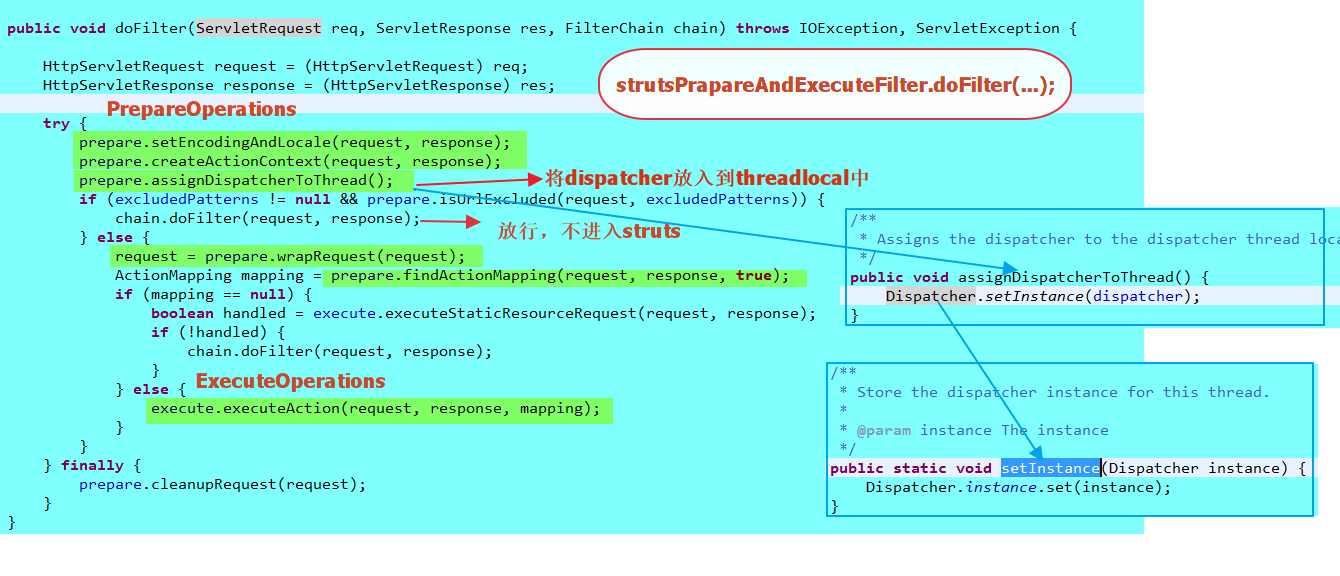 public void doFilter(ServletRequest req, ServletResponse res, FilterChain chain) throws IOException, ServletException {
HttpServletRequest request = (HttpServletRequest) req;
HttpServletResponse response = (HttpServletResponse) res;
strutsPrapareAndExecuteFilter.doFilter(...);
PrepareOperations
try {
prepare.setEncodingAndLocale(request, response);
prepare.createActionContext(request, response);
prepare.assignDispatcherToThread();
将dispatcher放入到threadlocal中
if (excludedPatterns != null && prepare.isUrlExcluded(request, excludedPatterns)) {
chain.doFilter(request, response);
放行，不进入struts
} else {
request = prepare.wrapRequest(request);
ActionMapping mapping = prepare.findActionMapping(request, response, true);
if (mapping == null) {
boolean handled = execute.executeStaticResourceRequest(request, response);
if (!handled) {
chain.doFilter(request, response);
}
} else {
ExecuteOperations
execute.executeAction(request, response, mapping);
}
}
} finally {
prepare.cleanupRequest(request);
}
}
/**
* Assigns the dispatcher to the dispatcher thread loca
*/
public void assignDispatcherToThread() {
Dispatcher.setInstance(dispatcher);
}
/**
* Store the dispatcher instance for this thread.
*
* @param instance The instance
*/
public static void setInstance(Dispatcher instance) {
Dispatcher.instance.set(instance);
}